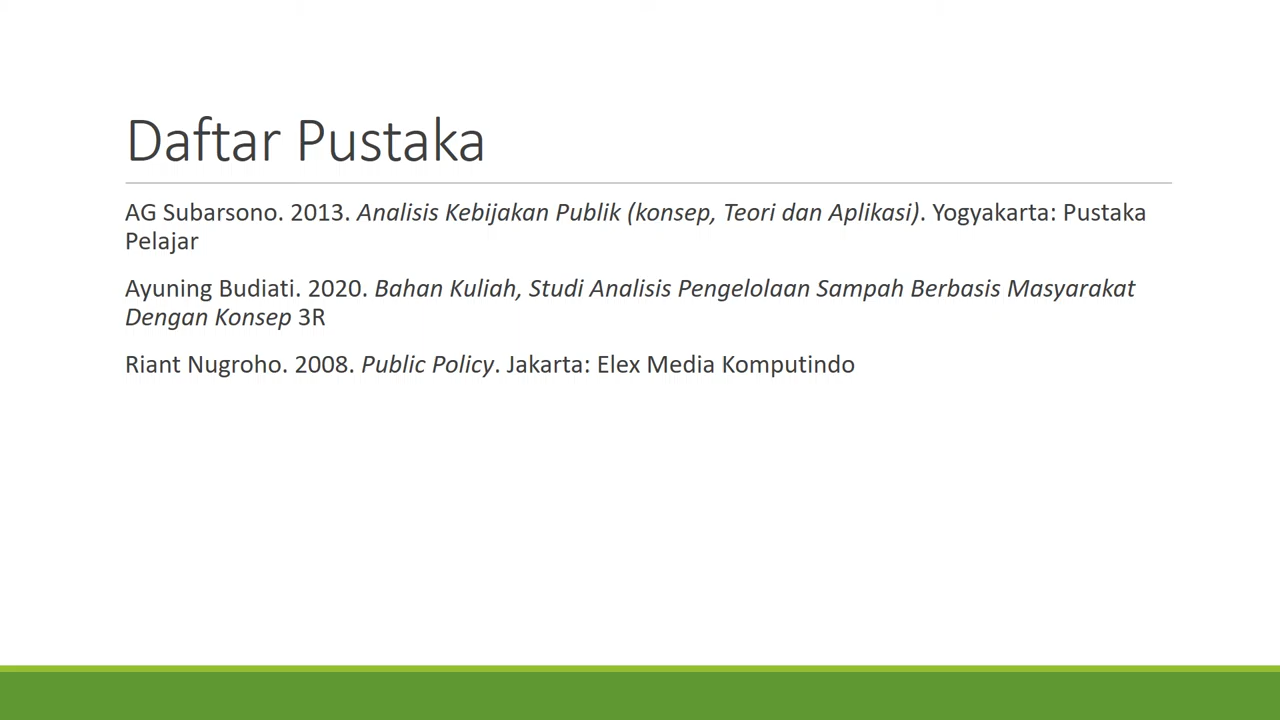 Daftar Pustaka
AG Subarsono. 2013. Analisis Kebijakan Publik (konsep, Teori dan Aplikasi). Yogyakarta: Pustaka
Pelajar
Ayuning Budiati. 2020. Bahan Kuliah, Studi Analisis Pengelolaan Sampah Berbasis Masyarakat
Dengan Konsep 3R
Riant Nugroho. 2008. Public Policy. Jakarta: Elex Media Komputindo